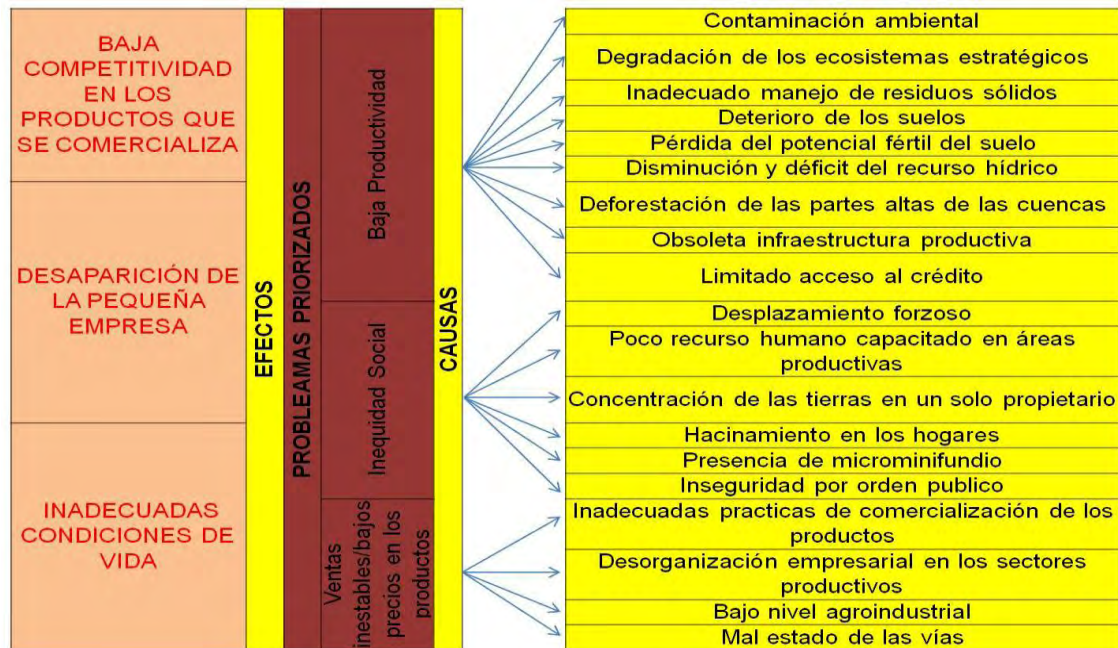 BAJA
COMPETITIVIDAD
EN LOS
PRODUCTOS QUE
SE COMERCIALIZA
DESAPARICIÓN DE
LA PEQUEÑA
EMPRESA
INADECUADAS
CONDICIONES DE
VIDA
EFECTOS
PROBLEAMAS PRIORIZADOS
Baja Productividad
Inequidad Social
Ventas
inestables/bajos
precios en los
productos
CAUSAS
Contaminación ambiental
Degradación de los ecosistemas estratégicos
Inadecuado manejo de residuos sólidos
Deterioro de los suelos
Pérdida del potencial fértil del suelo
Disminución y déficit del recurso hídrico
Deforestación de las partes altas de las cuencas
Obsoleta infraestructura productiva
Limitado acceso al crédito
Desplazamiento forzoso
Poco recurso humano capacitado en áreas
productivas
Concentración de las tierras en un solo propietario
Hacinamiento en los hogares
Presencia de microminifundio
Inseguridad por orden publico
Inadecuadas practicas de comercialización de los
productos
Desorganización empresarial en los sectores
productivos
Bajo nivel agroindustrial
Mal estado de las vías